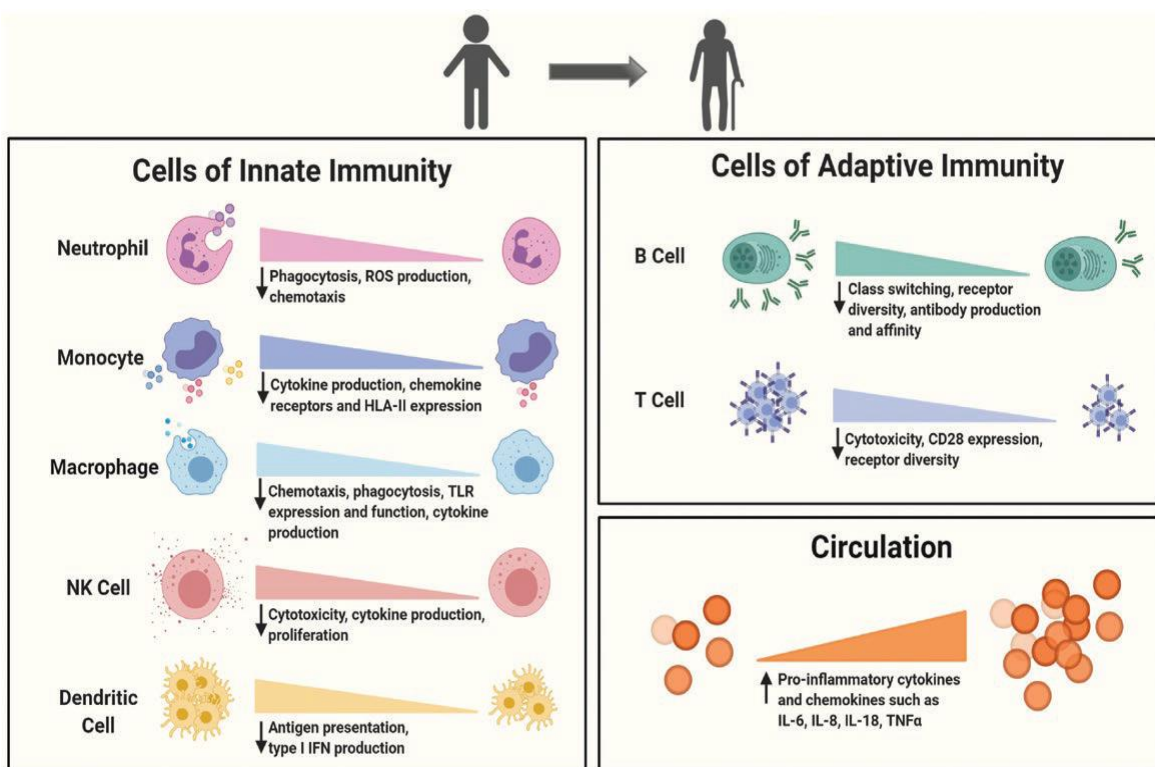 Cells of Innate Immunity
Neutrophil
Phagocytosis, ROS production,
chemotaxis
Monocyte
Cytokine production, chemokine
receptors and HLA-II expression
Macrophage
Chemotaxis, phagocytosis, TLR
expression and function, cytokine
production
NK Cell
Cytotoxicity, cytokine production,
proliferation
Dendritic
Cell
Antigen presentation,
type I IFN production
Cells of Adaptive Immunity
B Cell
Class switching, receptor
diversity, antibody production
and affinity
T Cell
Cytotoxicity, CD28 expression,
receptor diversity
Circulation
Pro-inflammatory cytokines
and chemokines such as
IL-6, IL-8, IL-18, TNFα